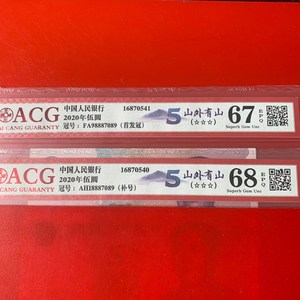 ACG
AI CANG GUARANTY
中国人民银行 16870541
2020年伍圆
冠号：FA98887089（首发冠）
5 山外有山
(☆☆☆)
67 EPQ
Superb Gem Unc
ACG
CANG GUARANTY
中国人民银行 16870540
2020年伍圆
冠号：AH18887089（补号）
5 山外有山
(☆☆☆)
68 EPQ
Superb Gem Unc